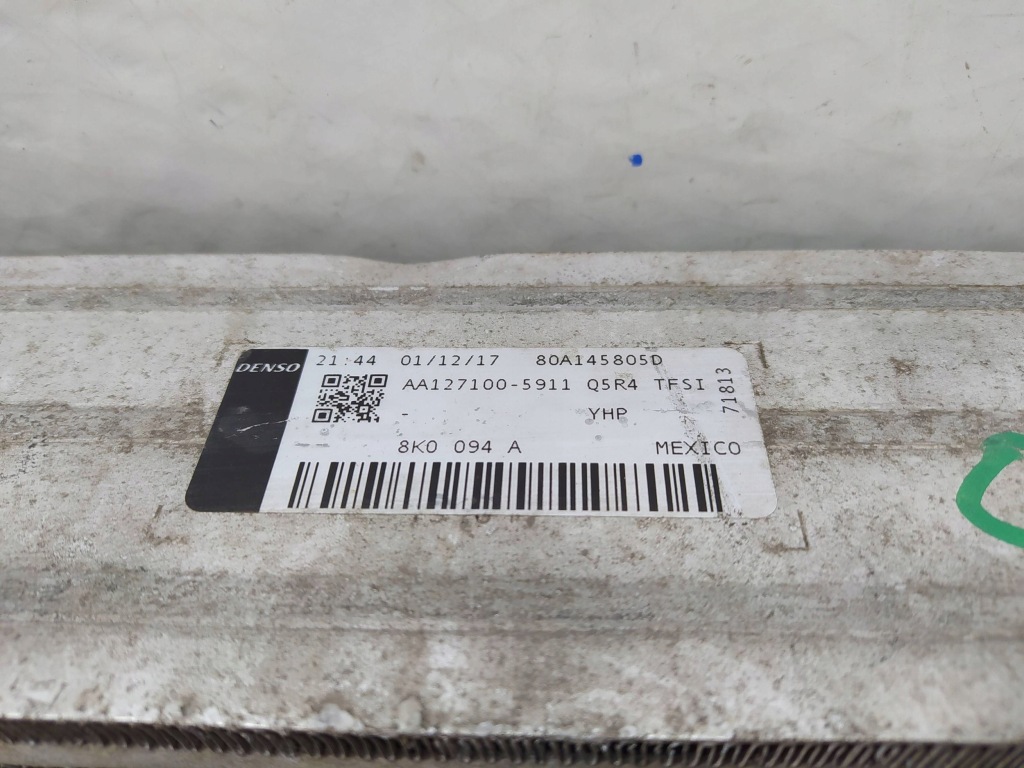 DENSO
21:44 01/12/17 80A145805D
AA127100-5911 Q5R4 TFSI
- YHP
8K0 094 A MEXICO
71813